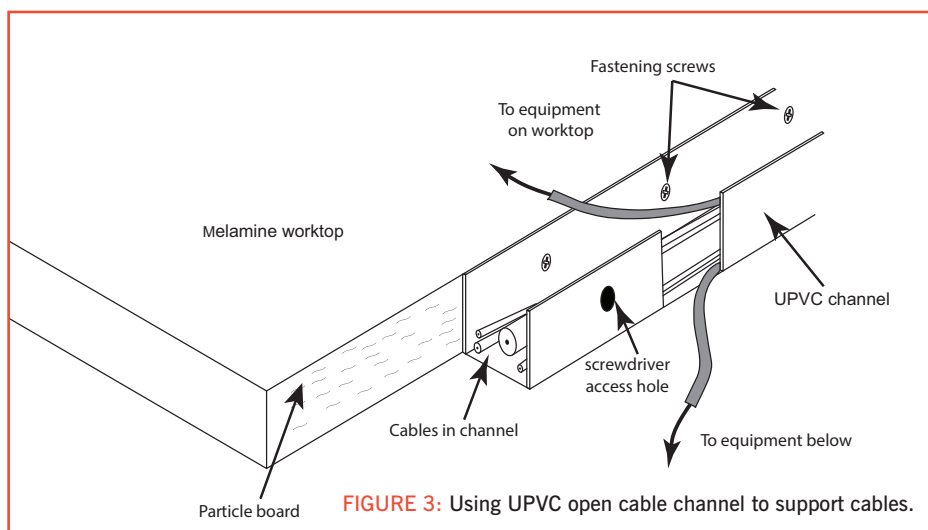 Fastening screws
To equipment
on worktop
Melamine worktop
UPVC channel
screwdriver
access hole
Cables in channel
To equipment below
Particle board
FIGURE 3: Using UPVC open cable channel to support cables.